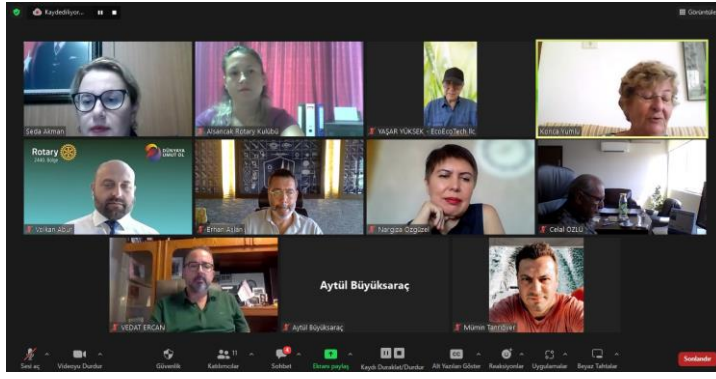 Kaydediliyor...
Görüntüle
Seda Akman
Alsancak Rotary Kulübü
YAŞAR YÜKSEK - EcoEcoTech llc.
Konca Yumlu
Rotary
2440. Bölge
DÜNYAYA
UMUT OL
Volkan Abur
Erhan Aslan
Nargiza Özgüzel
Celal ÖZLÜ
VEDAT ERCAN
Aytül Büyüksaraç
Aytül Büyüksaraç
Mümin Tanrıöver
11
Sesi aç
Videoyu Durdur
Güvenlik
Katılımcılar
Sohbet
Ekranı paylaş
Kaydı Duraklat/Durdur
Alt Yazıları Göster
Reaksiyonlar
Uygulamalar
Beyaz Tahtalar
Sonlandır